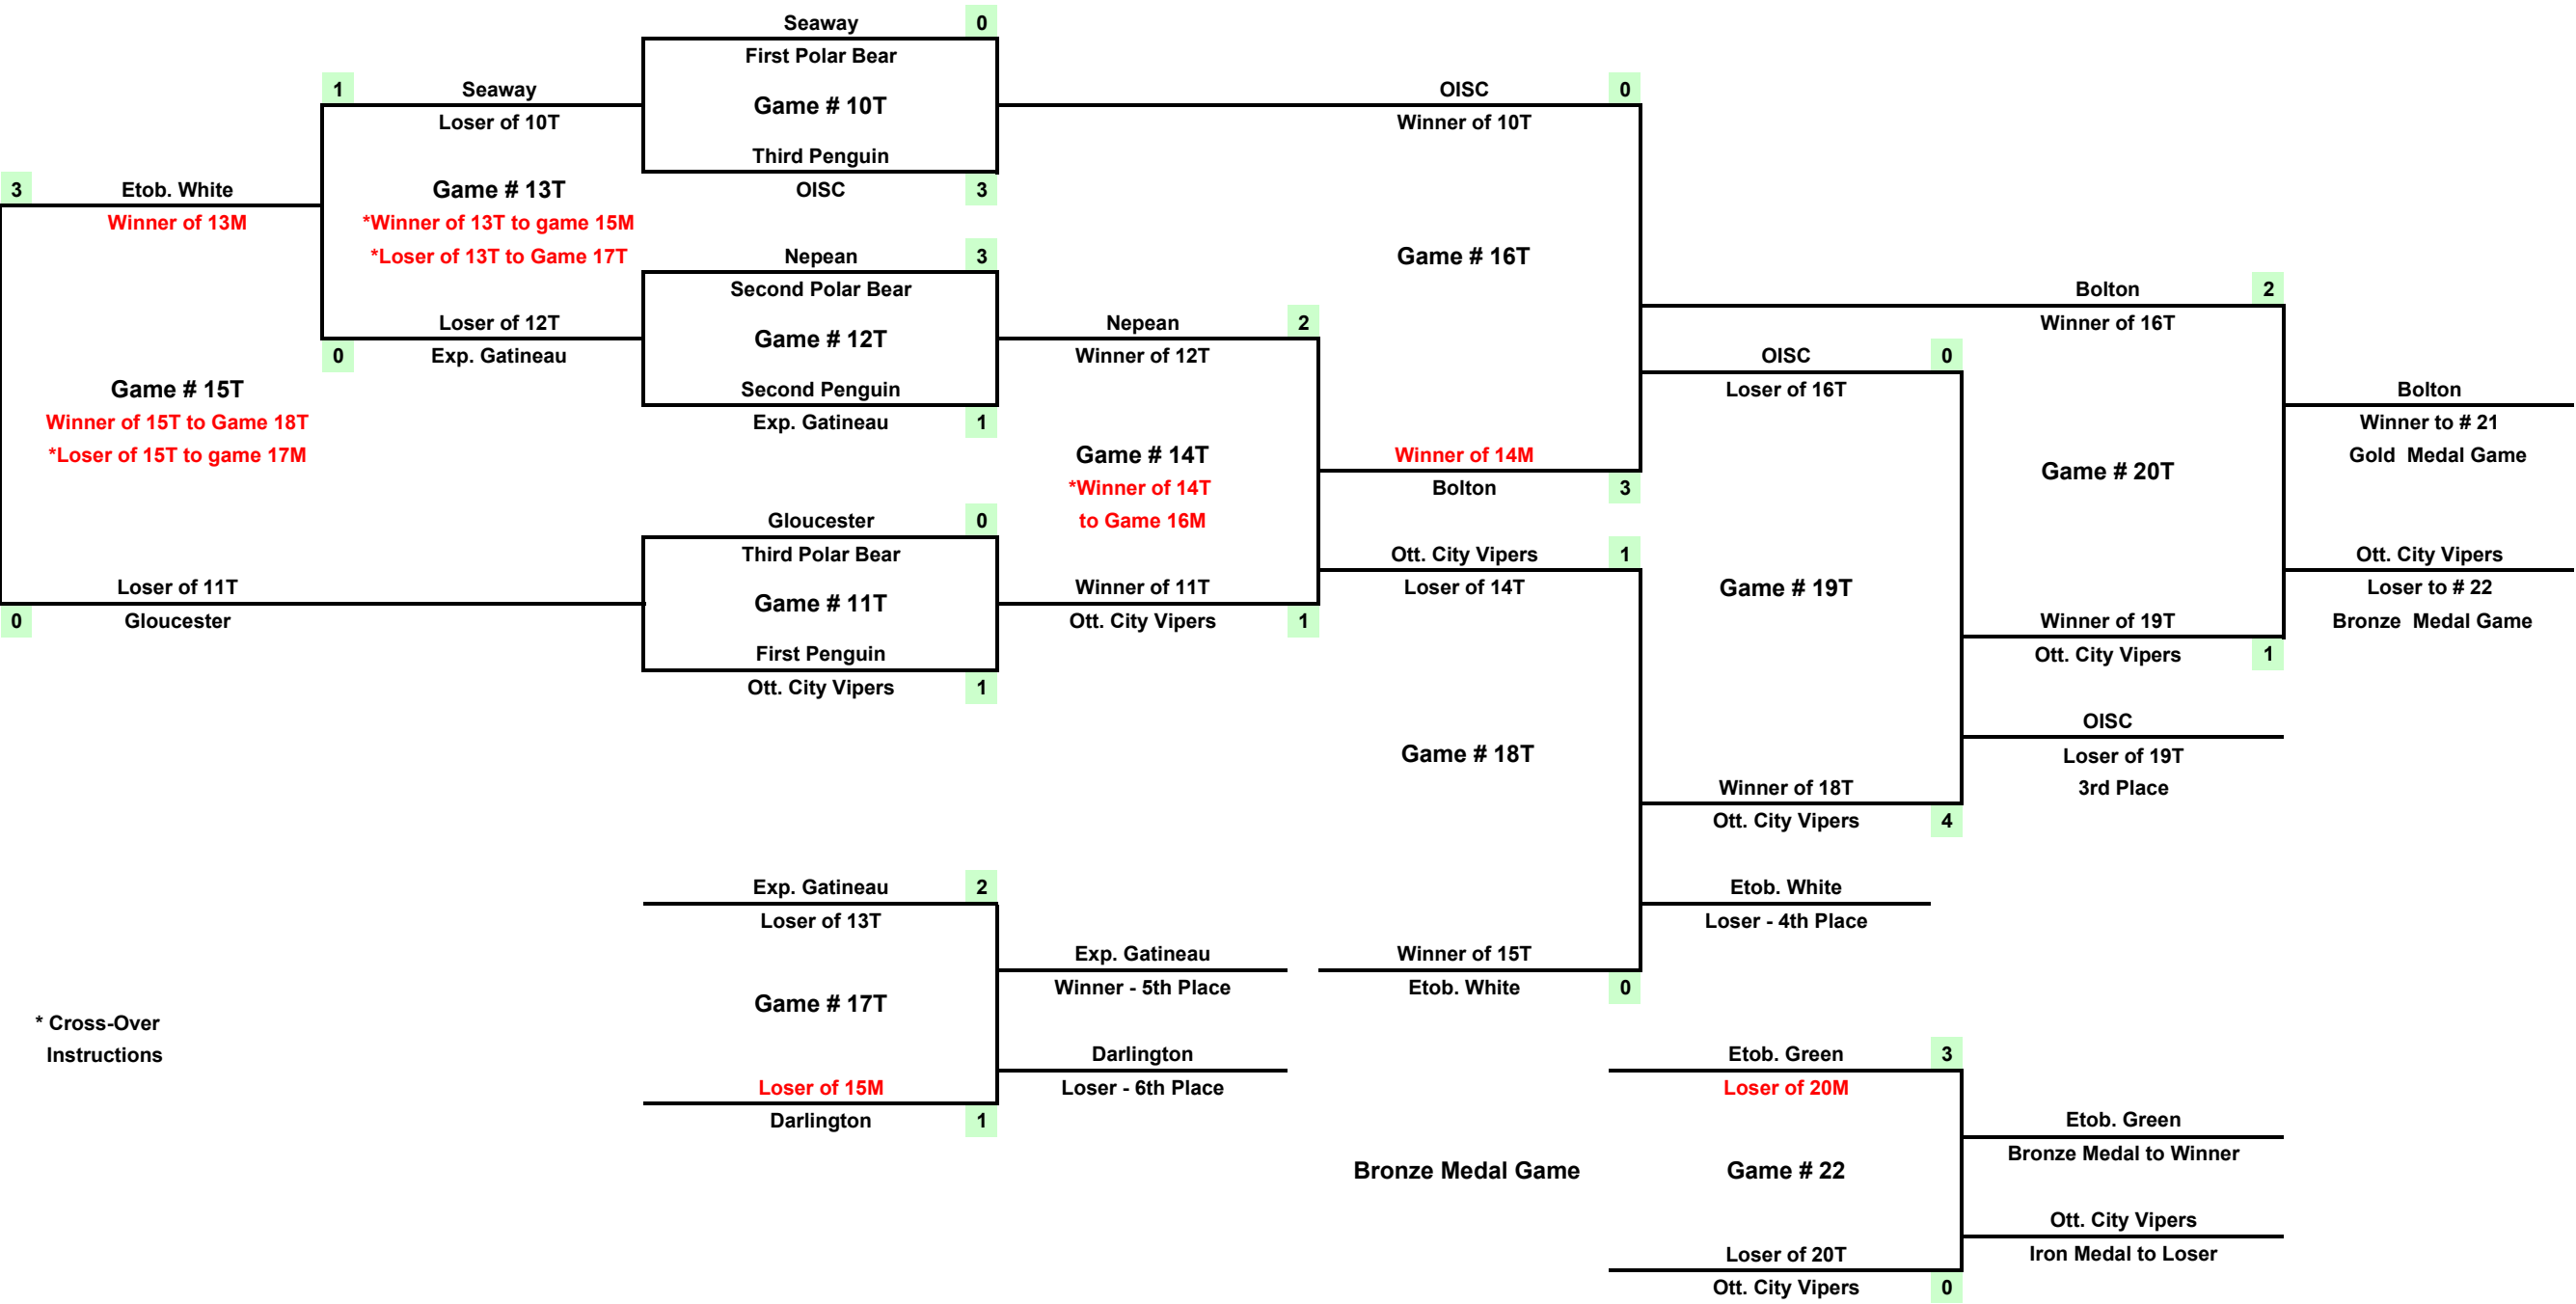 Seaway 0
First Polar Bear
1 Seaway
Game # 10T
OISC 0
Loser of 10T
Winner of 10T
Third Penguin
3 Etob. White
Game # 13T
OISC 3
Winner of 13M
*Winner of 13T to game 15M
*Loser of 13T to Game 17T
Nepean 3
Game # 16T
Second Polar Bear
Bolton 2
Loser of 12T
Game # 12T
Nepean 2
Winner of 16T
0 Exp. Gatineau
Winner of 12T
OISC 0
Game # 15T
Second Penguin
Loser of 16T
Bolton
Winner of 15T to Game 18T
Exp. Gatineau 1
Winner to # 21
*Loser of 15T to game 17M
Game # 14T
Winner of 14M
Gold Medal Game
Game # 20T
*Winner of 14T
Bolton 3
Gloucester 0
to Game 16M
Third Polar Bear
Ott. City Vipers 1
Ott. City Vipers
Loser of 11T
Game # 11T
Winner of 11T
Loser of 14T
Game # 19T
Loser to # 22
0 Gloucester
Ott. City Vipers 1
Winner of 19T
Bronze Medal Game
First Penguin
Ott. City Vipers 1
Ott. City Vipers 1
OISC
Game # 18T
Loser of 19T
Winner of 18T
3rd Place
Ott. City Vipers 4
Exp. Gatineau 2
Etob. White
Loser of 13T
Loser - 4th Place
Exp. Gatineau
Winner of 15T
Game # 17T
Winner - 5th Place
Etob. White 0
* Cross-Over
Instructions
Darlington
Etob. Green 3
Loser of 15M
Loser - 6th Place
Loser of 20M
Darlington 1
Etob. Green
Bronze Medal Game
Game # 22
Bronze Medal to Winner
Ott. City Vipers
Loser of 20T
Iron Medal to Loser
Ott. City Vipers 0